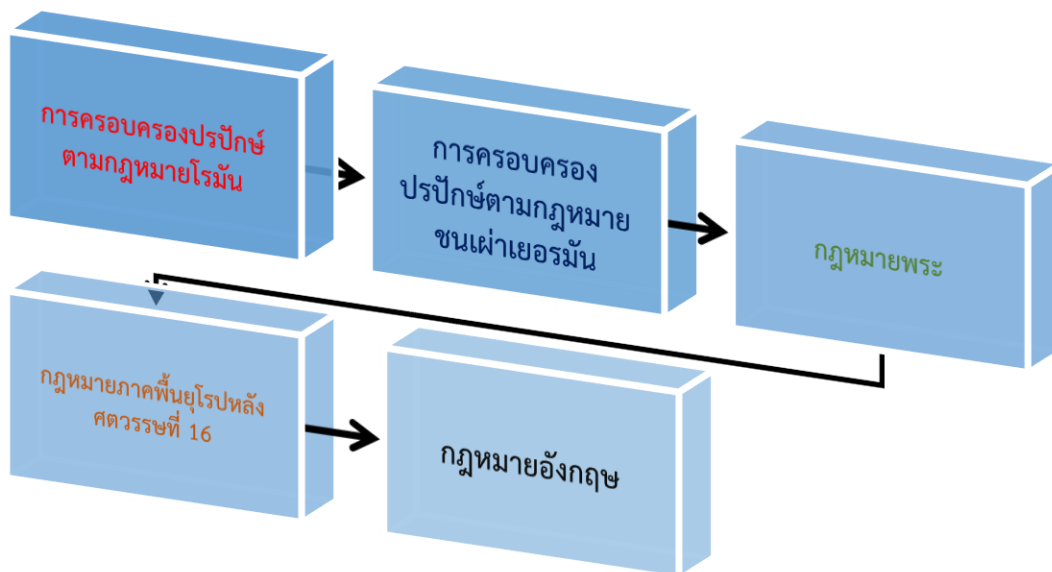 การครอบครองปรปักษ์
ตามกฎหมายโรมัน
การครอบครอง
ปรปักษ์ตามกฎหมาย
ชนเผ่าเยอรมัน
กฎหมายพระ
กฎหมายภาคพื้นยุโรปหลัง
ศตวรรษที่ 16
กฎหมายอังกฤษ